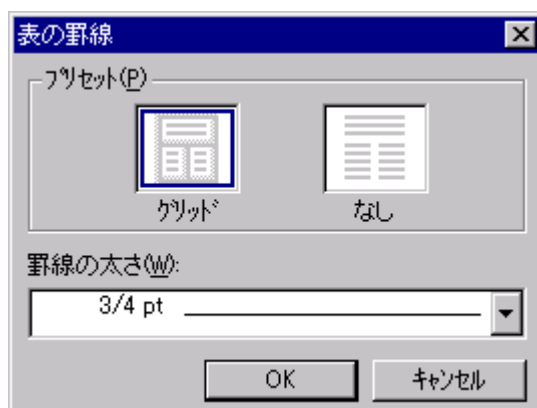 表の罫線
プリセット(P)
グリッド
なし
罫線の太さ(W):
3/4 pt
OK
キャンセル